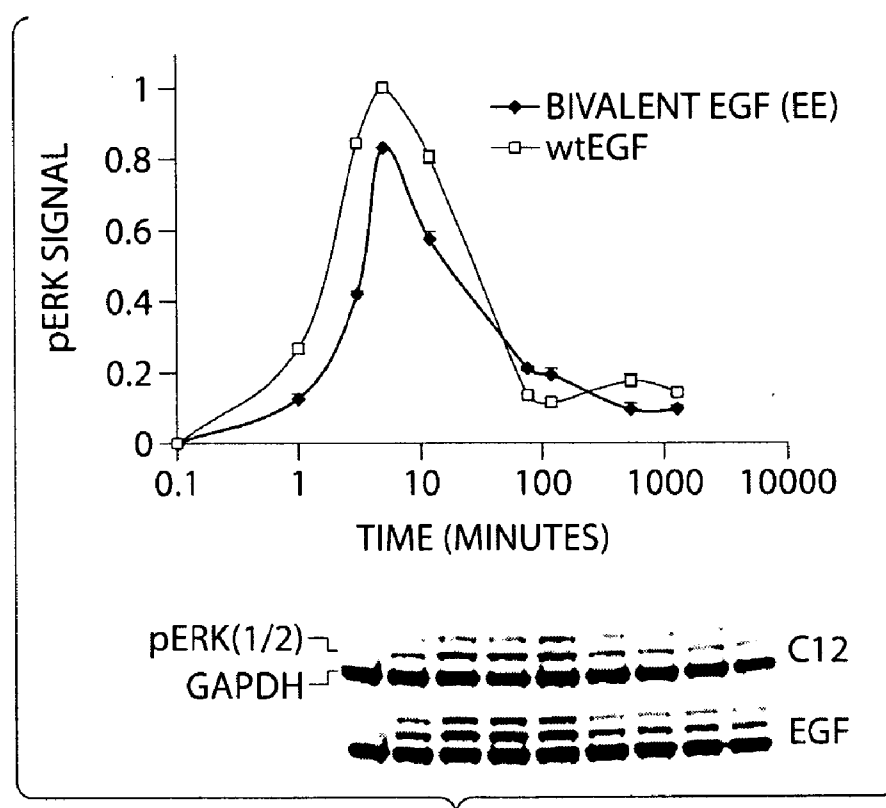 1
0.8
0.6
0.4
0.2
0
pERK SIGNAL
BIVALENT EGF (EE)
wtEGF
0.1 1 10 100 1000 10000
TIME (MINUTES)
pERK(1/2)
GAPDH
C12
EGF